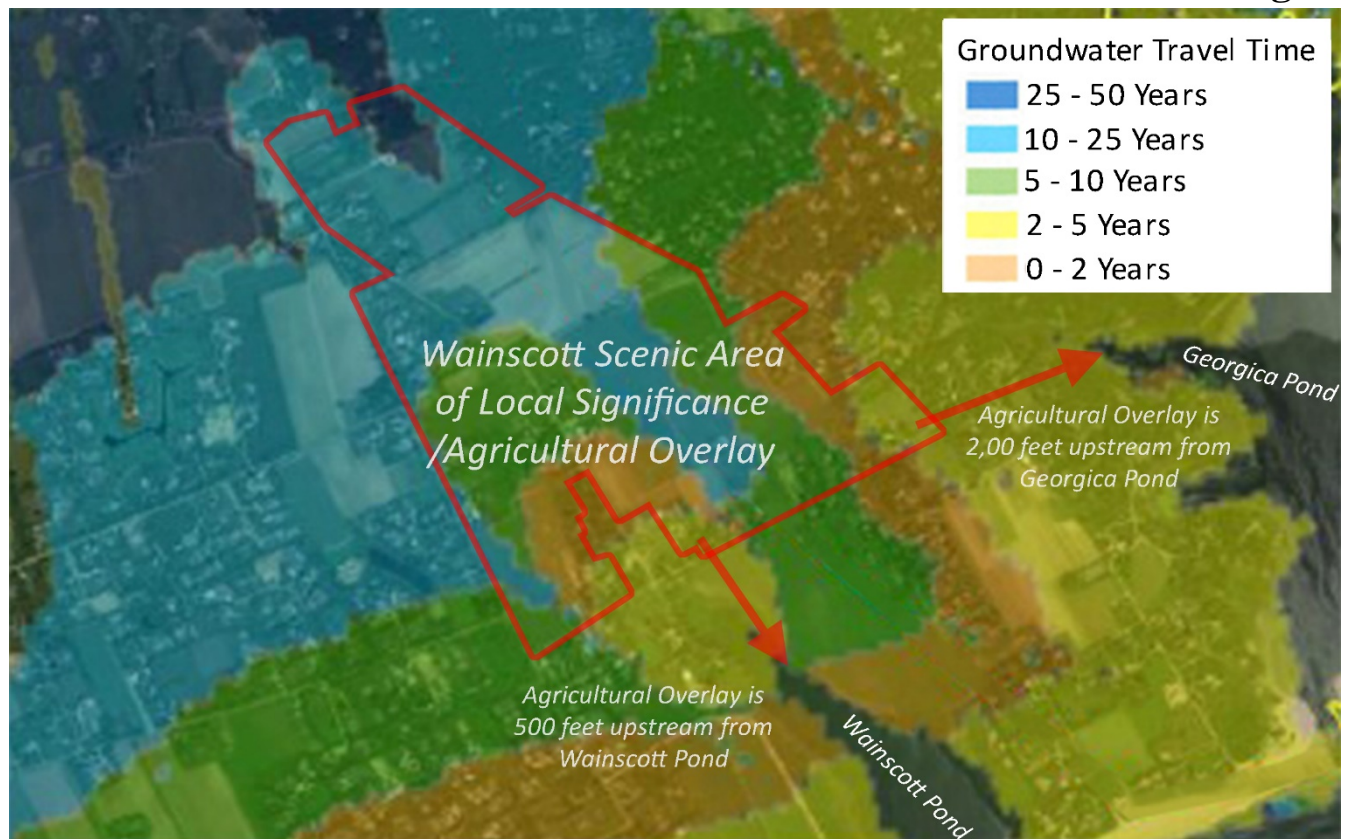 Groundwater Travel Time
25 - 50 Years
10 - 25 Years
5 - 10 Years
2 - 5 Years
0 - 2 Years
Wainscott Scenic Area
of Local Significance
/Agricultural Overlay
Georgica Pond
Agricultural Overlay is
2,00 feet upstream from
Georgica Pond
Agricultural Overlay is
500 feet upstream from
Wainscott Pond
Wainscott Pond